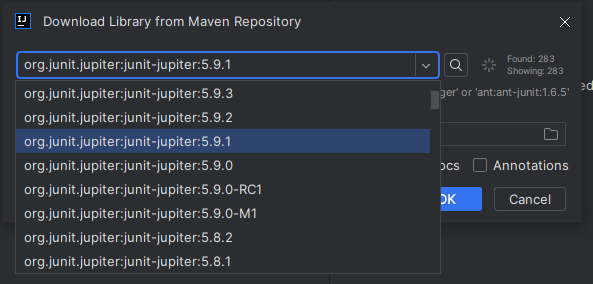 IJ
Download Library from Maven Repository
org.junit.jupiter:junit-jupiter:5.9.1
Found: 283
Showing: 283
org.junit.jupiter:junit-jupiter:5.9.3
ger' or 'ant:ant-junit:1.6.5'
org.junit.jupiter:junit-jupiter:5.9.2
org.junit.jupiter:junit-jupiter:5.9.1
org.junit.jupiter:junit-jupiter:5.9.0
ocs
Annotations
org.junit.jupiter:junit-jupiter:5.9.0-RC1
OK
Cancel
org.junit.jupiter:junit-jupiter:5.9.0-M1
org.junit.jupiter:junit-jupiter:5.8.2
org.junit.jupiter:junit-jupiter:5.8.1